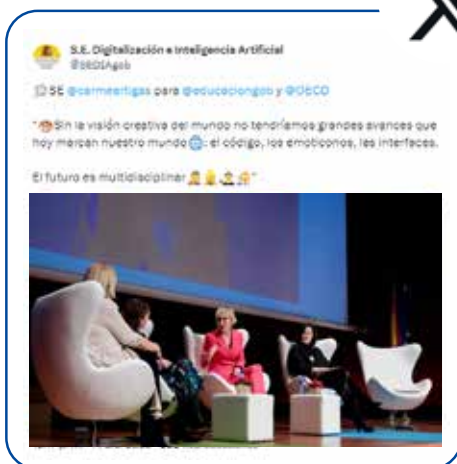 S.E. Digitalización e Inteligencia Artificial
@SEDIAgob
SE @carmeartigas para @educaciongob y @OECD
"Sin la visión creativa del mundo no tendríamos grandes avances que
hoy marcan nuestro mundo: el código, los emoticonos, las interfaces.
El futuro es multidisciplinar"